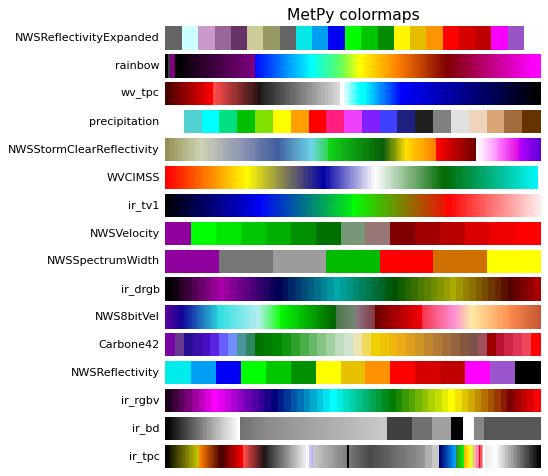 MetPy colormaps
NWSReflectivityExpanded
rainbow
wv_tpc
precipitation
NWSStormClearReflectivity
WVCIMSS
ir_tv1
NWSVelocity
NWSSpectrumWidth
ir_drgb
NWS8bitVel
Carbone42
NWSReflectivity
ir_rgbv
ir_bd
ir_tpc